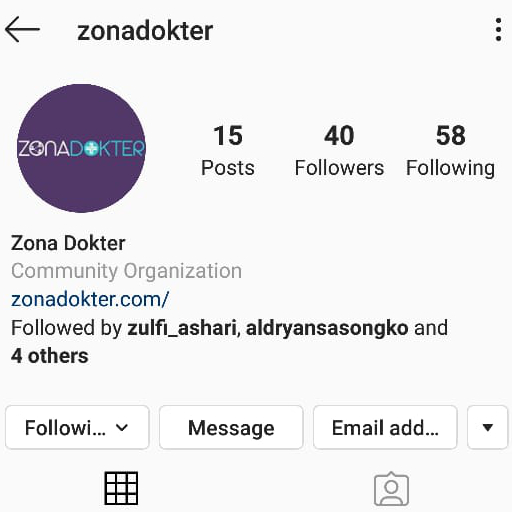 zonadokter
ZONADOKTER
15 40 58
Posts Followers Following
Zona Dokter
Community Organization
zonadokter.com/
Followed by zulfi_ashari, aldryansasongko and
4 others
Followi... Message Email add...